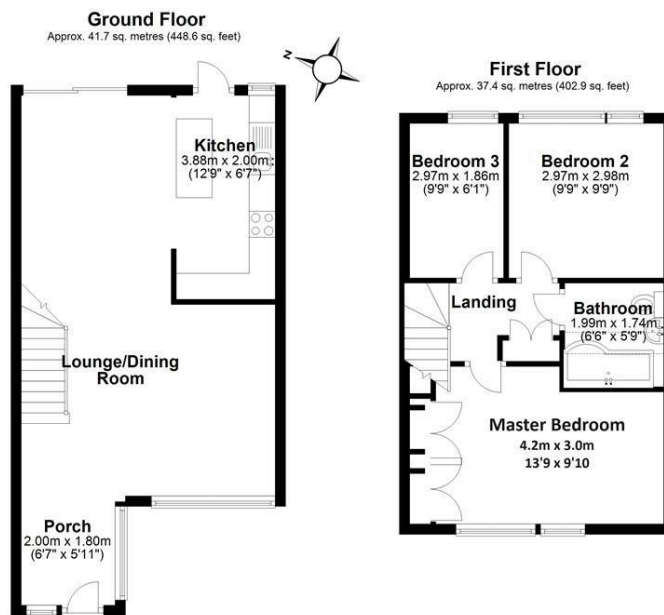 Ground Floor
Approx. 41.7 sq. metres (448.6 sq. feet)
N
Kitchen
3.88m x 2.00m
(12'9" x 6'7")
Lounge/Dining
Room
Porch
2.00m x 1.80m
(6'7" x 5'11")
First Floor
Approx. 37.4 sq. metres (402.9 sq. feet)
Bedroom 3
2.97m x 1.86m
(9'9" x 6'1")
Bedroom 2
2.97m x 2.98m
(9'9" x 9'9")
Landing
Bathroom
1.99m x 1.74m
(6'6" x 5'9")
Master Bedroom
4.2m x 3.0m
13'9 x 9'10